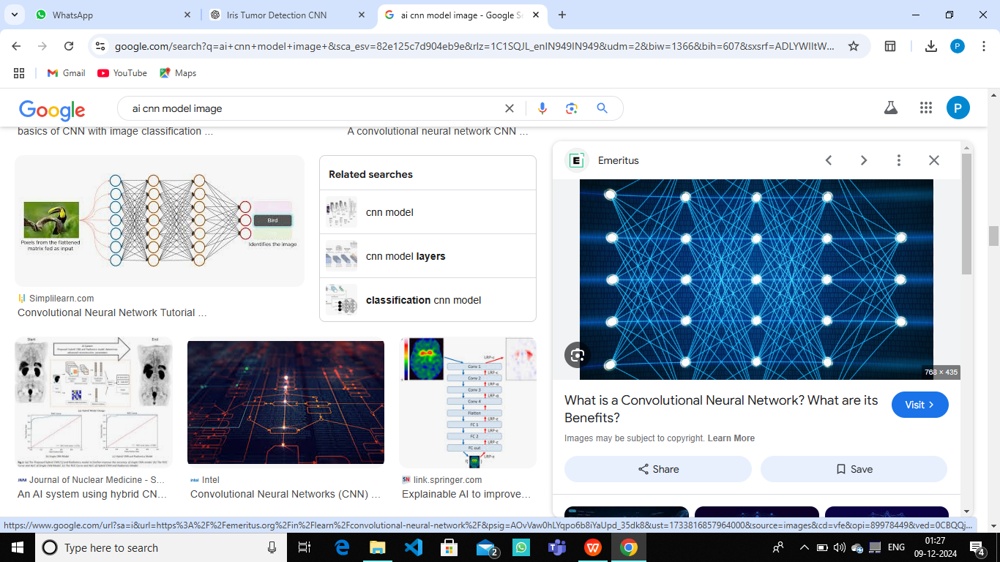 WhatsApp
Iris Tumor Detection CNN
ai cnn model image - Google Se
google.com/search?q=ai+cnn+model+image+&sca_esv=82e125c7d904eb9e&rlz=1C1SQJL_enIN949IN949&udm=2&biw=1366&bih=607&sxsrf=ADLYWIItW...
P
Gmail
YouTube
Maps
Google
ai cnn model image
P
basics of CNN with image classification ...
A convolutional neural network CNN ...
Pixels from the flattened
matrix fed as input
Bird
Identifies the image
Simplilearn.com
Convolutional Neural Network Tutorial ...
Related searches
cnn model
cnn model layers
classification cnn model
Start
End
Conv 1
Conv 2
Conv 3
Conv 4
Flatten
FC 1
FC 2
FC out
LRP-ε
JNM Journal of Nuclear Medicine - S...
An AI system using hybrid CN...
intel Intel
Convolutional Neural Networks (CNN) ...
SN link.springer.com
Explainable AI to improve...
E Emeritus
768 × 435
What is a Convolutional Neural Network? What are its
Benefits?
Visit
Images may be subject to copyright. Learn More
Share
Save
https://www.google.com/url?sa=i&url=https%3A%2F%2Femeritus.org%2Fin%2Flearn%2Fconvolutional-neural-network%2F&psig=AOvVaw0hLYqpo6b8iYaUpd_35dk8&ust=1733816857964000&source=images&cd=vfe&opi=89978449&ved=0CBQQj...
Type here to search
2
ENG
01:27
09-12-2024
4